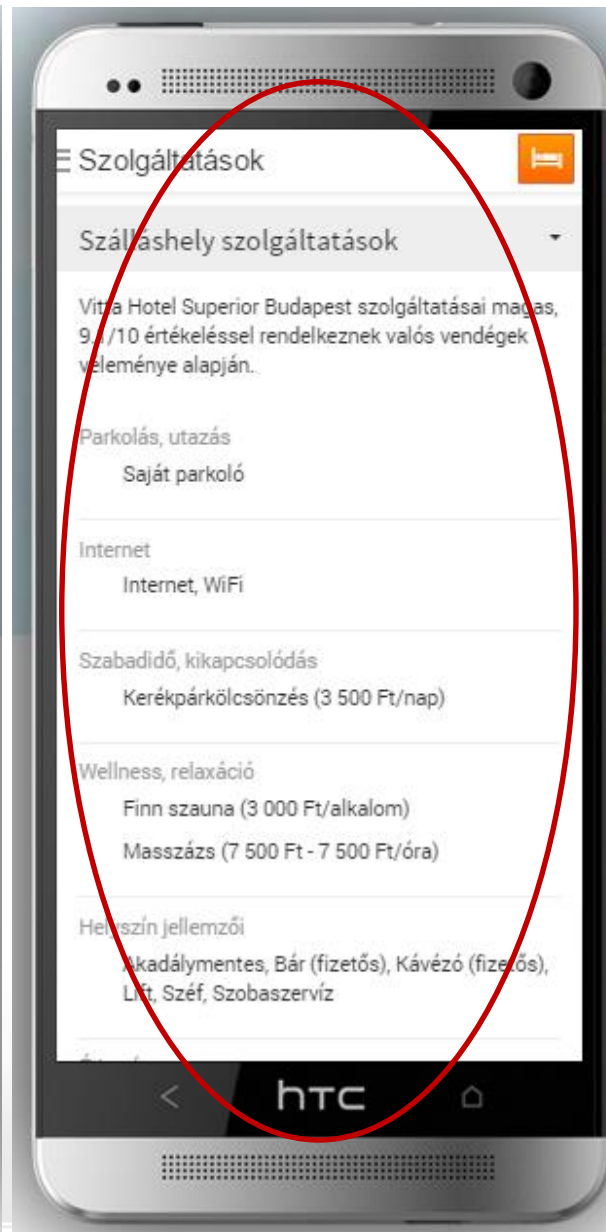 Szolgáltatások
Szálláshely szolgáltatások
Vitta Hotel Superior Budapest szolgáltatásai magas,
9,1/10 értékeléssel rendelkeznek valós vendégek
véleménye alapján.
Parkolás, utazás
Saját parkoló
Internet
Internet, WiFi
Szabadidő, kikapcsolódás
Kerékpárkölcsönzés (3 500 Ft/nap)
Wellness, relaxáció
Finn szauna (3 000 Ft/alkalom)
Masszázs (7 500 Ft - 7 500 Ft/óra)
Helyszín jellemzői
Akadálymentes, Bár (fizetős), Kávézó (fizetős),
Lift, Széf, Szobaszervíz
hTC